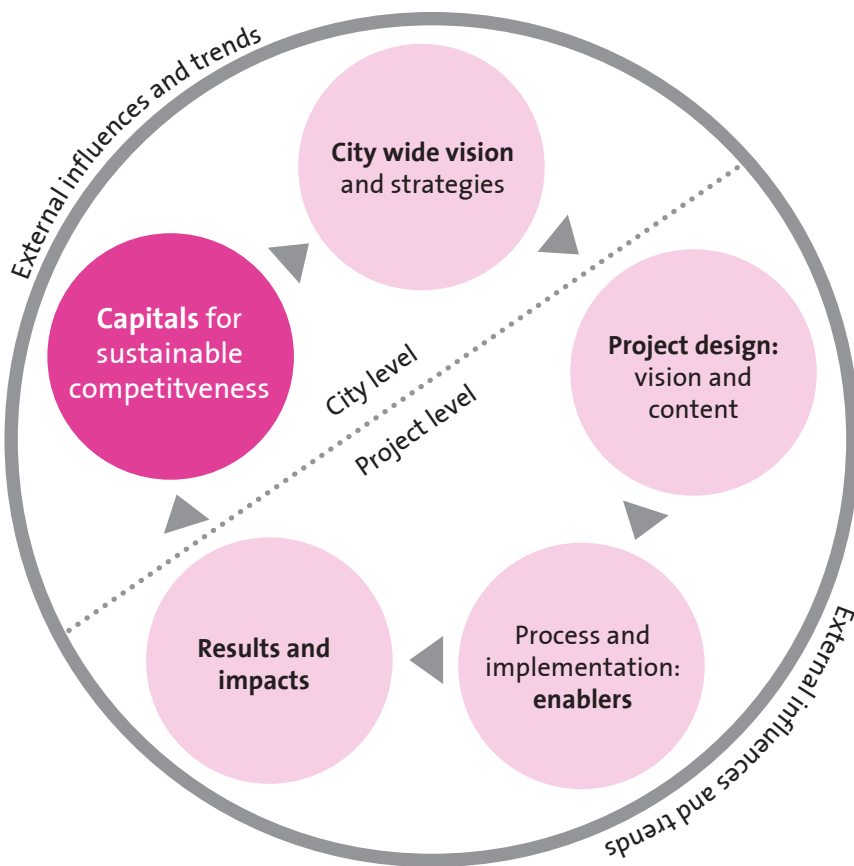 External influences and trends
City wide vision
and strategies
Capitals for
sustainable
competitveness
City level
Project level
Project design:
vision and
content
Process and
implementation:
enablers
Results and
impacts
External influences and trends